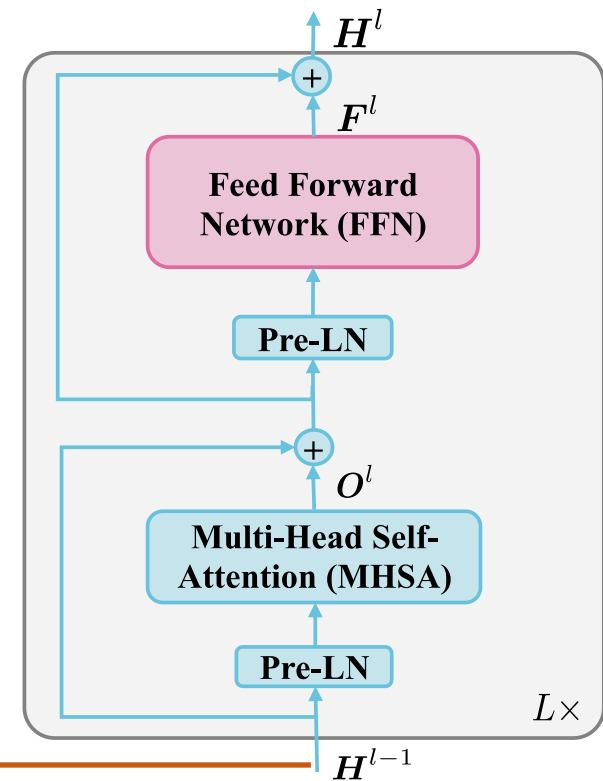 H^l
+
F^l
Feed Forward
Network (FFN)
Pre-LN
+
O^l
Multi-Head Self-
Attention (MHSA)
Pre-LN
L×
H^{l−1}